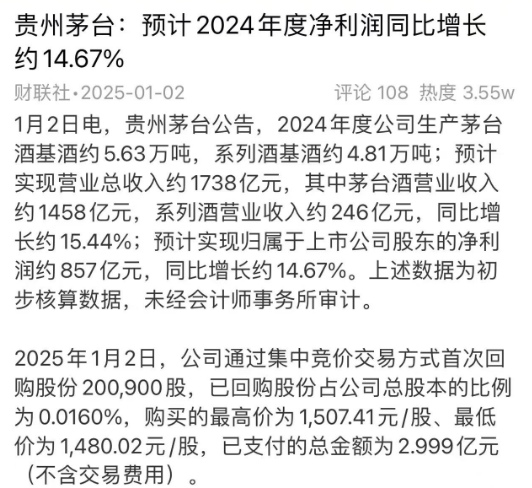 贵州茅台：预计2024年度净利润同比增长
约14.67%
财联社·2025-01-02 评论 108 热度 3.55w
1月2日电，贵州茅台公告，2024年度公司生产茅台
酒基酒约5.63万吨，系列酒基酒约4.81万吨；预计
实现营业总收入约1738亿元，其中茅台酒营业收入
约1458亿元，系列酒营业收入约246亿元，同比增
长约15.44%；预计实现归属于上市公司股东的净利
润约857亿元，同比增长约14.67%。上述数据为初
步核算数据，未经会计师事务所审计。
2025年1月2日，公司通过集中竞价交易方式首次回
购股份200,900股，已回购股份占公司总股本的比例
为0.0160%，购买的最高价为1,507.41元/股、最低
价为1,480.02元/股，已支付的总金额为2.999亿元
（不含交易费用）。